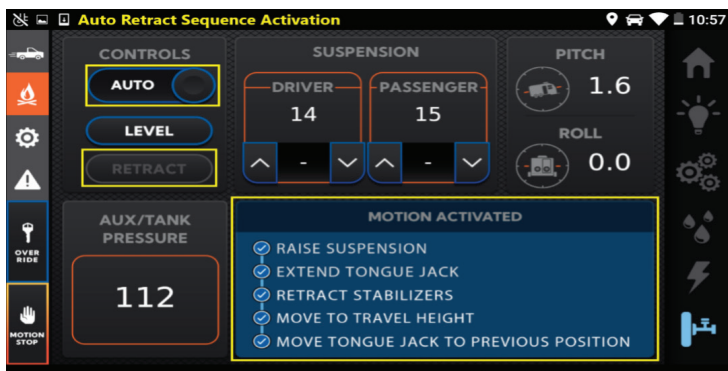 Auto Retract Sequence Activation
10:57
CONTROLS
AUTO
LEVEL
RETRACT
SUSPENSION
DRIVER
14
-
PASSENGER
15
-
PITCH
1.6
ROLL
0.0
OVER
RIDE
MOTION
STOP
AUX/TANK
PRESSURE
112
MOTION ACTIVATED
RAISE SUSPENSION
EXTEND TONGUE JACK
RETRACT STABILIZERS
MOVE TO TRAVEL HEIGHT
MOVE TONGUE JACK TO PREVIOUS POSITION